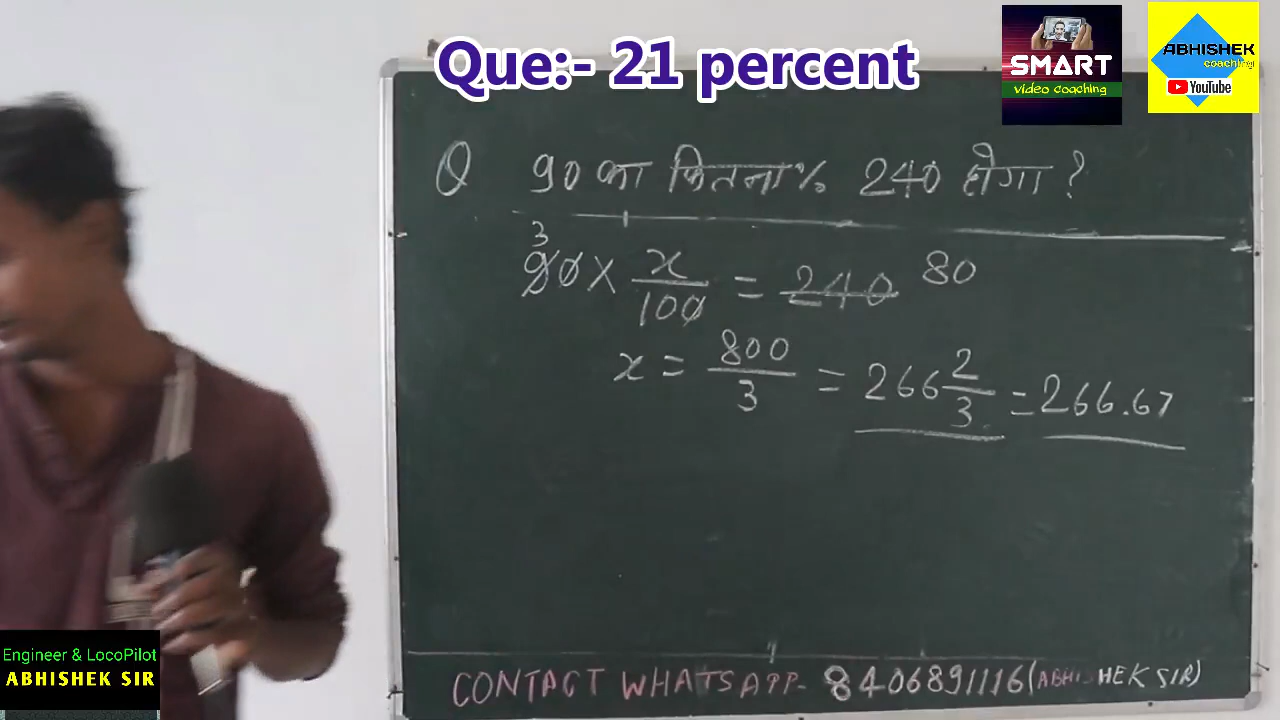 Que:- 21 percent
SMART
video coaching
ABHISHEK
coaching
YouTube
Q 90 का कितना % 240 होगा ?
3
90 × x/100 = 240 80
x = 800/3 = 266 2/3 = 266.67
CONTACT WHATSAPP- 8406891116 (ABHISHEK SIR)
Engineer & LocoPilot
ABHISHEK SIR